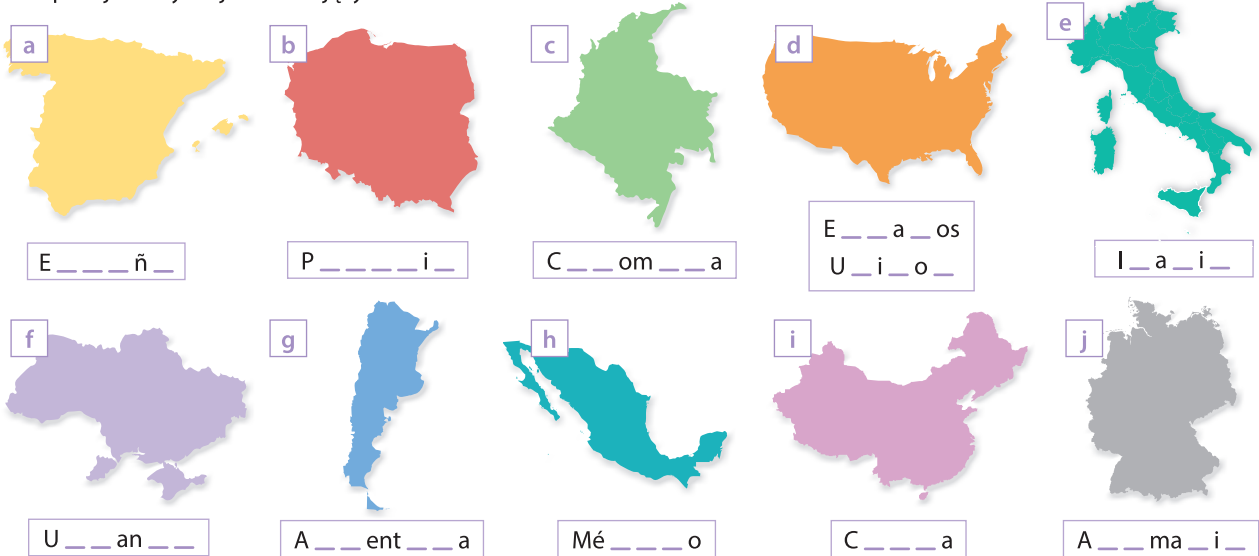 a
b
c
d
e
E _ _ _ ñ _
P _ _ _ _ i _
C _ _ om _ _ a
E _ _ a _ os
U _ i _ o _
I _ a _ i _
f
g
h
i
j
U _ _ an _ _
A _ _ ent _ _ a
Mé _ _ _ o
C _ _ _ a
A _ _ ma _ i _